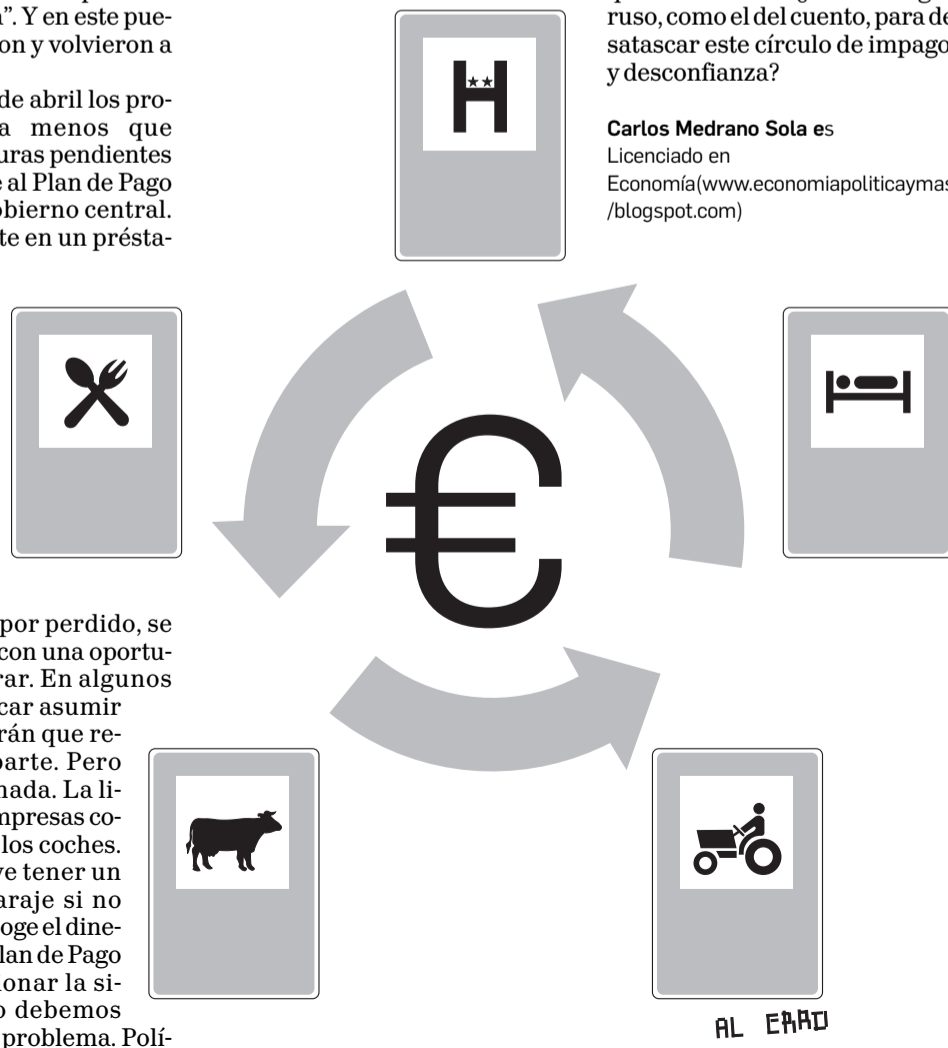 a”. Y en este pue-
on y volvieron a
de abril los pro-
a menos que
uras pendientes
e al Plan de Pago
obierno central.
te en un présta-
H
ruso, como el del cuento, para de
satascar este círculo de impago
y desconfianza?
Carlos Medrano Sola es
Licenciado en
Economía(www.economiapoliticaymas
/blogspot.com)
€
por perdido, se
con una oportu-
rar. En algunos
car asumir
rán que re-
parte. Pero
nada. La li-
mpresas co-
los coches.
ve tener un
araje si no
oge el dine-
lan de Pago
ionar la si-
o debemos
problema. Polí-
AL